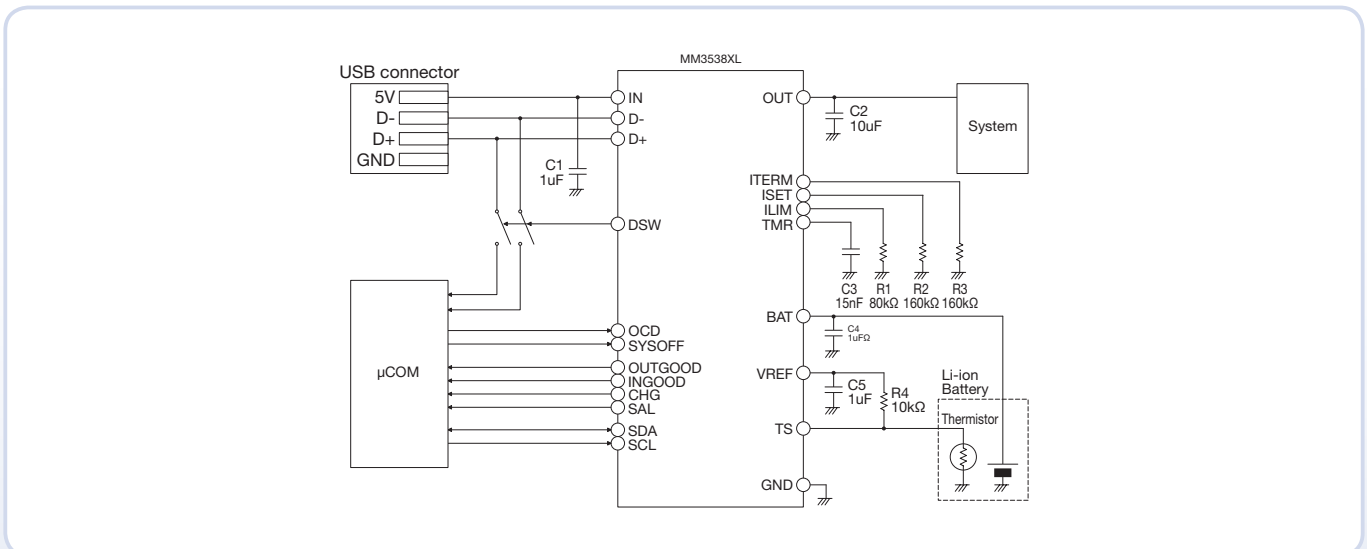 MM3538XL
USB connector
5V
D-
D+
GND
IN
D-
D+
C1
1uF
DSW
µCOM
OCD
SYSOFF
OUTGOOD
INGOOD
CHG
SAL
SDA
SCL
OUT
C2
10uF
System
ITERM
ISET
ILIM
TMR
C3 R1 R2 R3
15nF 80kΩ 160kΩ 160kΩ
BAT
C4
1uFΩ
VREF
C5
1uF
R4
10kΩ
Li-ion
Battery
Thermistor
TS
GND